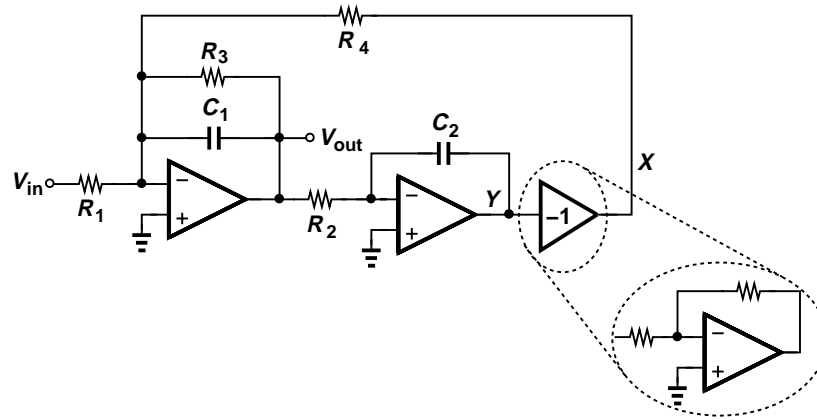 R4
R3
C1
Vout
C2
Vin
R1
−
+
R2
−
+
Y
−1
X
−
+